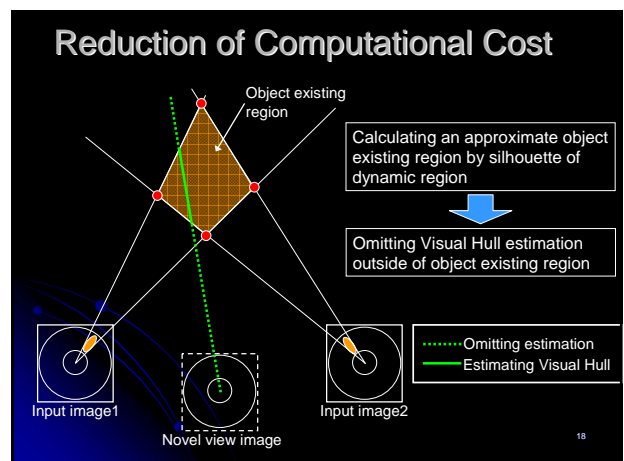 Reduction of Computational Cost
Object existing
region
Calculating an approximate object
existing region by silhouette of
dynamic region
Omitting Visual Hull estimation
outside of object existing region
Omitting estimation
Estimating Visual Hull
Input image1
Novel view image
Input image2
18